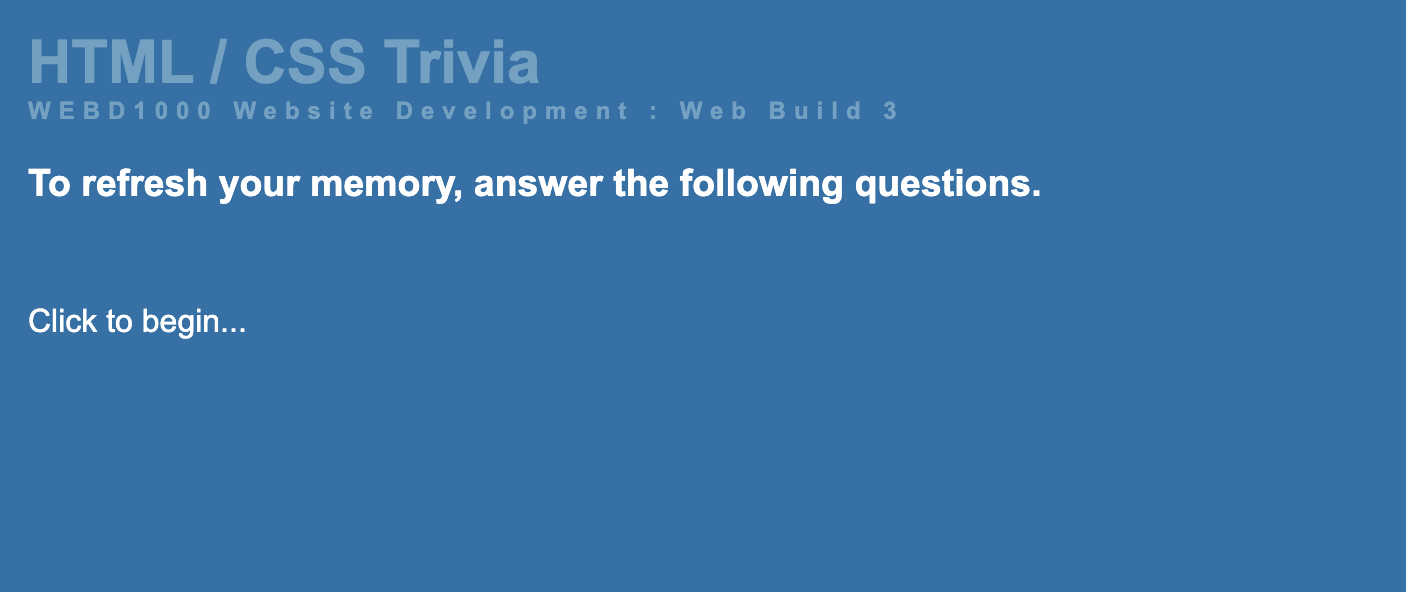 HTML / CSS Trivia
WEBD1000 Website Development : Web Build 3
To refresh your memory, answer the following questions.
Click to begin...